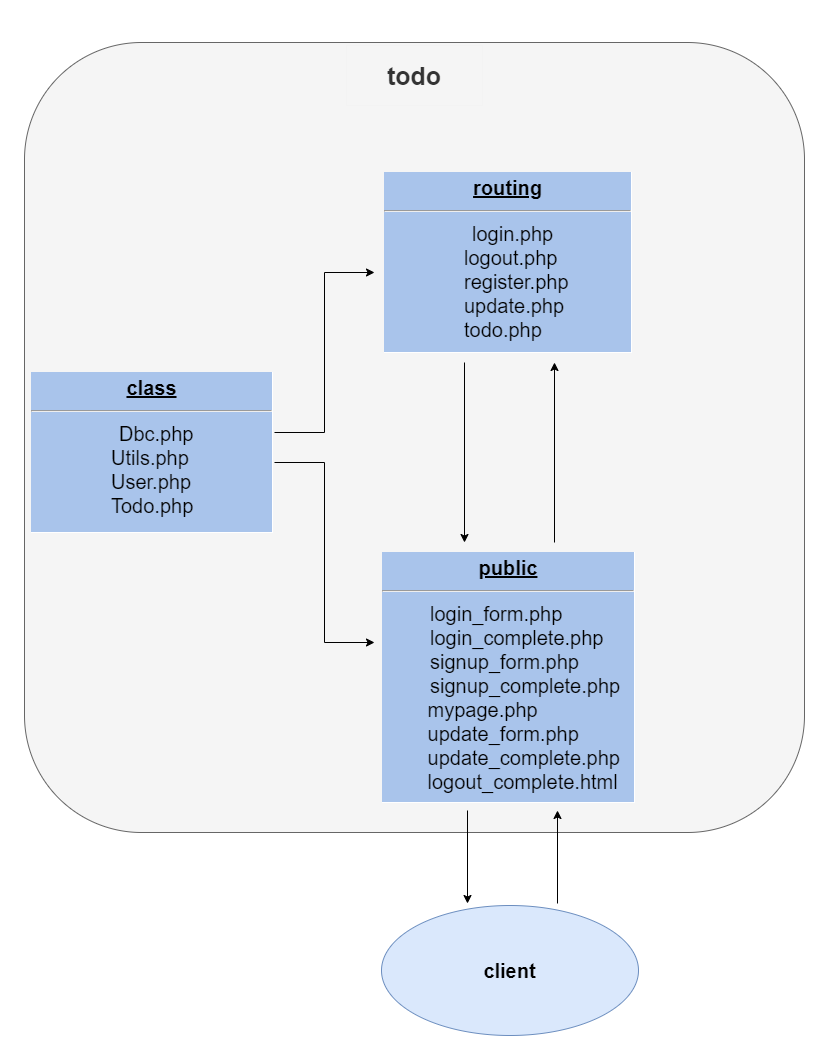 todo
routing
login.php
logout.php
register.php
update.php
todo.php
class
Dbc.php
Utils.php
User.php
Todo.php
public
login_form.php
login_complete.php
signup_form.php
signup_complete.php
mypage.php
update_form.php
update_complete.php
logout_complete.html
client